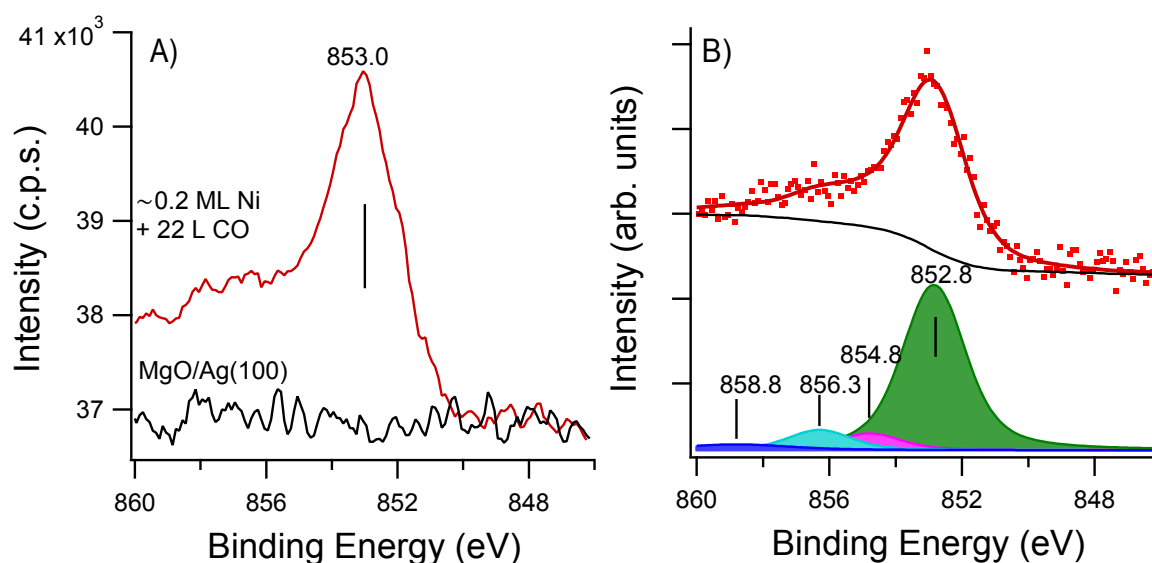 41 x10³
A)
853.0
40
~0.2 ML Ni
+ 22 L CO
39
38
MgO/Ag(100)
37
860
856
852
848
Intensity (c.p.s.)
Binding Energy (eV)
B)
852.8
854.8
856.3
858.8
860
856
852
848
Intensity (arb. units)
Binding Energy (eV)